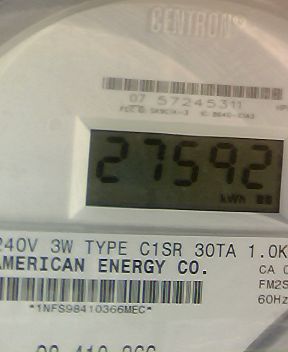 CENTRON®
07 57245311
27592
kWh
240V 3W TYPE C1SR 30TA 1.0K
AMERICAN ENERGY CO.
CA 0
FM2S
60Hz
*1NFS98410366MEC*